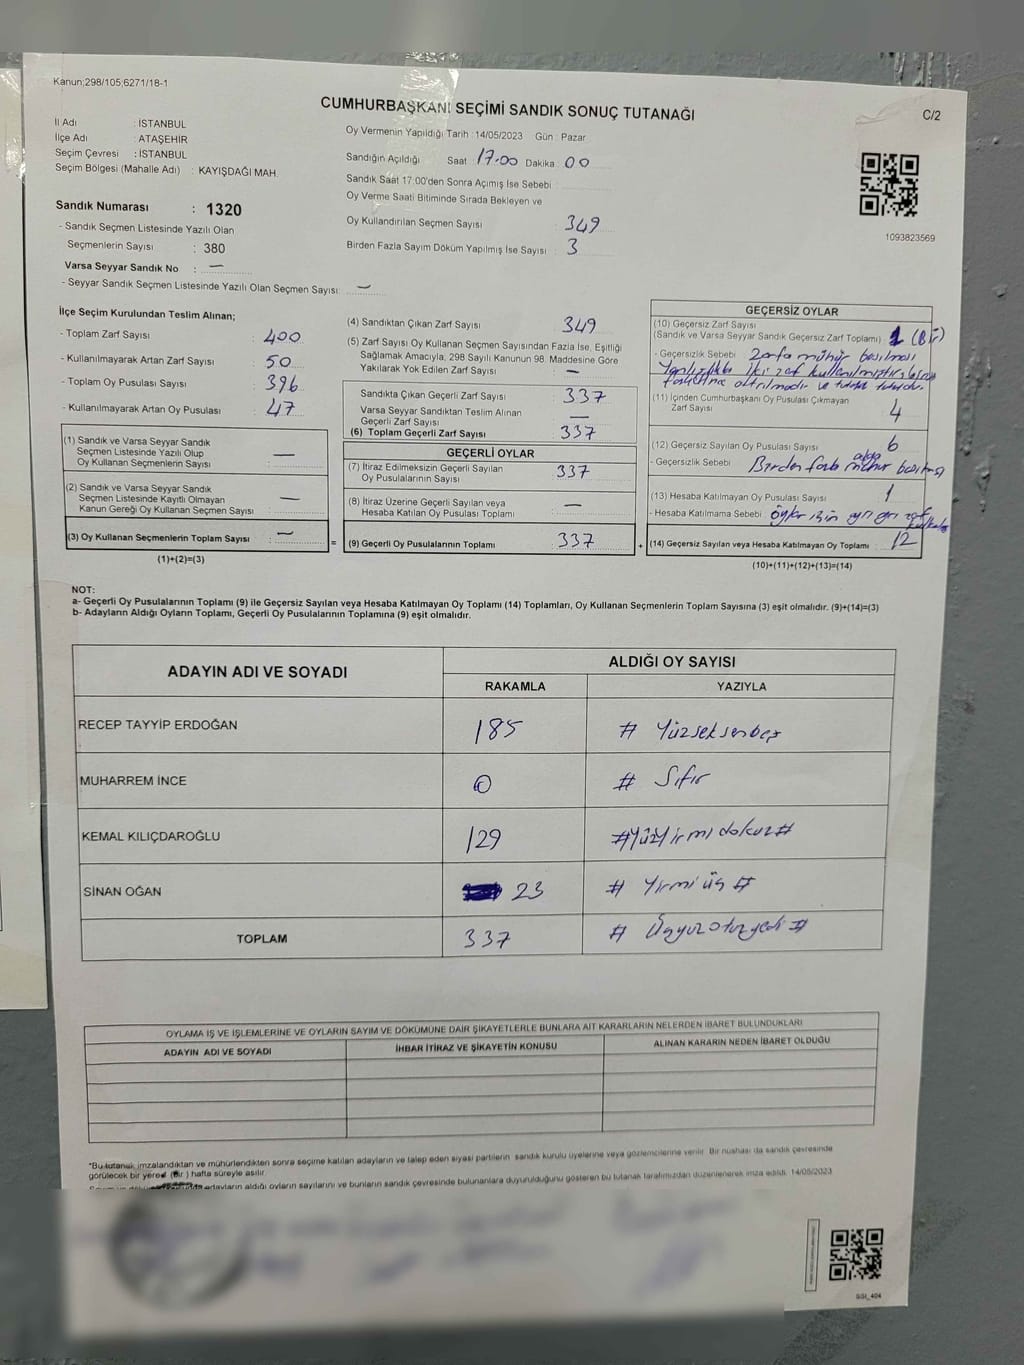 Kanun;298/105;6271/18-1
CUMHURBAŞKANI SEÇİMİ SANDIK SONUÇ TUTANAĞI
C/2
İl Adı : İSTANBUL
İlçe Adı : ATAŞEHİR
Seçim Çevresi : İSTANBUL
Seçim Bölgesi (Mahalle Adı) : KAYIŞDAĞI MAH.
Sandık Numarası : 1320
- Sandık Seçmen Listesinde Yazılı Olan
Seçmenlerin Sayısı : 380
Varsa Seyyar Sandık No : —
- Seyyar Sandık Seçmen Listesinde Yazılı Olan Seçmen Sayısı: —
Oy Vermenin Yapıldığı Tarih : 14/05/2023 Gün : Pazar
Sandığın Açıldığı Saat : 17:00 Dakika : 00
Sandık Saat 17:00'den Sonra Açımış İse Sebebi :
Oy Verme Saati Bitiminde Sırada Bekleyen ve
Oy Kullandırılan Seçmen Sayısı : 349
Birden Fazla Sayım Döküm Yapılmış İse Sayısı : 3
1093823569
İlçe Seçim Kurulundan Teslim Alınan;
- Toplam Zarf Sayısı : 400
- Kullanılmayarak Artan Zarf Sayısı : 50
- Toplam Oy Pusulası Sayısı : 396
- Kullanılmayarak Artan Oy Pusulası : 47
(1) Sandık ve Varsa Seyyar Sandık
Seçmen Listesinde Yazılı Olup
Oy Kullanan Seçmenlerin Sayısı : —
(2) Sandık ve Varsa Seyyar Sandık
Seçmen Listesinde Kayıtlı Olmayan
Kanun Gereği Oy Kullanan Seçmen Sayısı : —
(3) Oy Kullanan Seçmenlerin Toplam Sayısı : —
(1)+(2)=(3)
(4) Sandıktan Çıkan Zarf Sayısı : 349
(5) Zarf Sayısı Oy Kullanan Seçmen Sayısından Fazla İse, Eşitliği
Sağlamak Amacıyla, 298 Sayılı Kanunun 98. Maddesine Göre
Yakılarak Yok Edilen Zarf Sayısı : —
Sandıkta Çıkan Geçerli Zarf Sayısı : 337
Varsa Seyyar Sandıktan Teslim Alınan
Geçerli Zarf Sayısı : —
(6) Toplam Geçerli Zarf Sayısı : 337
GEÇERLİ OYLAR
(7) İtiraz Edilmeksizin Geçerli Sayılan
Oy Pusulalarının Sayısı : 337
(8) İtiraz Üzerine Geçerli Sayılan veya
Hesaba Katılan Oy Pusulası Toplamı : —
= (9) Geçerli Oy Pusulalarının Toplamı : 337 +
GEÇERSİZ OYLAR
(10) Geçersiz Zarf Sayısı
(Sandık ve Varsa Seyyar Sandık Geçersiz Zarf Toplamı) : 1 (Bir)
- Geçersizlik Sebebi : Zarfa mühür basılması
Yanlışlıkla iki zarf kullanılmıştır
(11) İçinden Cumhurbaşkanı Oy Pusulası Çıkmayan
Zarf Sayısı : 4
(12) Geçersiz Sayılan Oy Pusulası Sayısı : 6
- Geçersizlik Sebebi : Birden fazla mühür basılması
(13) Hesaba Katılmayan Oy Pusulası Sayısı : 1
- Hesaba Katılmama Sebebi : ayrı ayrı zarf
(14) Geçersiz Sayılan veya Hesaba Katılmayan Oy Toplamı : 12
(10)+(11)+(12)+(13)=(14)
NOT:
a- Geçerli Oy Pusulalarının Toplamı (9) ile Geçersiz Sayılan veya Hesaba Katılmayan Oy Toplamı (14) Toplamları, Oy Kullanan Seçmenlerin Toplam Sayısına (3) eşit olmalıdır. (9)+(14)=(3)
b- Adayların Aldığı Oyların Toplamı, Geçerli Oy Pusulalarının Toplamına (9) eşit olmalıdır.
ADAYIN ADI VE SOYADI
ALDIĞI OY SAYISI
RAKAMLA YAZIYLA
RECEP TAYYİP ERDOĞAN 185 # Yüzseksenbeş
MUHARREM İNCE 0 # Sıfır
KEMAL KILIÇDAROĞLU 129 #Yüzyirmidokuz#
SİNAN OĞAN 23 # Yirmiüç #
TOPLAM 337 # Üçyüzotuzyedi #
OYLAMA İŞ VE İŞLEMLERİNE VE OYLARIN SAYIM VE DÖKÜMÜNE DAİR ŞİKAYETLERLE BUNLARA AİT KARARLARIN NELERDEN İBARET BULUNDUKLARI
ADAYIN ADI VE SOYADI İHBAR İTİRAZ VE ŞİKAYETİN KONUSU ALINAN KARARIN NEDEN İBARET OLDUĞU
*Bu tutanak imzalandıktan ve mühürlendikten sonra seçime katılan adayların ve talep eden siyasi partilerin sandık kurulu üyelerine veya gözlemcilerine verilir. Bir nüshası da sandık çevresinde
görülecek bir yere (Bir) hafta süreyle asılır.
adayların aldığı oyların sayılarını ve bunların sandık çevresinde bulunanlara duyurulduğunu gösteren bu tutanak tarafımızdan düzenlenerek imza edildi. 14/05/2023
SGI_404